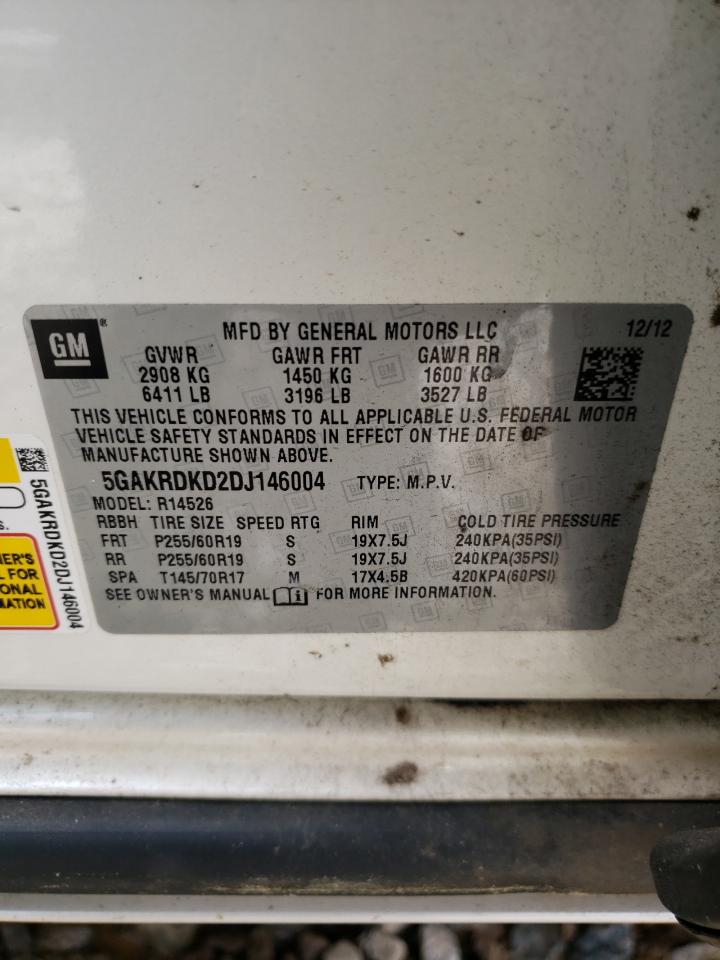 GM ®
MFD BY GENERAL MOTORS LLC 12/12
GVWR GAWR FRT GAWR RR
2908 KG 1450 KG 1600 KG
6411 LB 3196 LB 3527 LB
THIS VEHICLE CONFORMS TO ALL APPLICABLE U.S. FEDERAL MOTOR
VEHICLE SAFETY STANDARDS IN EFFECT ON THE DATE OF
MANUFACTURE SHOWN ABOVE.
5GAKRDKD2DJ146004 TYPE: M.P.V.
MODEL: R14526
RBBH TIRE SIZE SPEED RTG RIM COLD TIRE PRESSURE
FRT P255/60R19 S 19X7.5J 240KPA(35PSI)
RR P255/60R19 S 19X7.5J 240KPA(35PSI)
SPA T145/70R17 M 17X4.5B 420KPA(60PSI)
SEE OWNER'S MANUAL FOR MORE INFORMATION.
5GAKRDKD2DJ146004
S.
NER'S
L FOR
IONAL
MATION